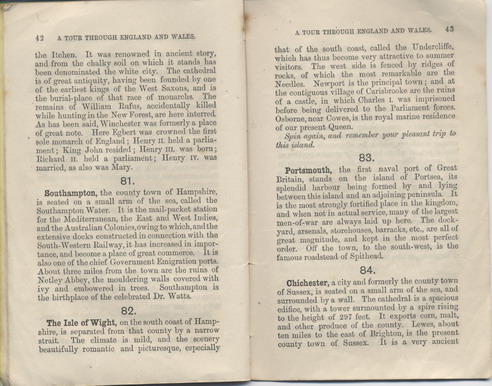 42 A TOUR THROUGH ENGLAND AND WALES.
the Itchen. It was renowned in ancient story,
and from the chalky soil on which it stands has
been denominated the white city. The cathedral
is of great antiquity, having been founded by one
of the earliest kings of the West Saxons, and is
the burial-place of that race of monarchs. The
remains of William Rufus, accidentally killed
while hunting in the New Forest, are here interred.
As has been said, Winchester was formerly a place
of great note. Here Egbert was crowned the first
sole monarch of England; Henry II. held a parlia-
ment; King John resided; Henry III. was born;
Richard II. held a parliament; Henry IV. was
married, as also was Mary.
81.
Southampton, the county town of Hampshire,
is seated on a small arm of the sea, called the
Southampton Water. It is the mail-packet station
for the Mediterranean, the East and West Indies,
and the Australian Colonies, owing to which, and the
extensive docks constructed in connection with the
South-Western Railway, it has increased in impor-
tance, and become a place of great commerce. It is
also one of the chief Government Emigration ports.
About three miles from the town are the ruins of
Netley Abbey, the mouldering walls covered with
ivy and embowered in trees. Southampton is
the birthplace of the celebrated Dr. Watts.
82.
The Isle of Wight, on the south coast of Hamp-
shire, is separated from that county by a narrow
strait. The climate is mild, and the scenery
beautifully romantic and picturesque, especially
A TOUR THROUGH ENGLAND AND WALES. 43
that of the south coast, called the Undercliffe,
which has thus become very attractive to summer
visitors. The west side is fenced by ridges of
rocks, of which the most remarkable are the
Needles. Newport is the principal town; and at
the contiguous village of Carisbrooke are the ruins
of a castle, in which Charles I. was imprisoned
before being delivered to the Parliament forces.
Osborne, near Cowes, is the royal marine residence
of our present Queen.
Spin again, and remember your pleasant trip to
this island.
83.
Portsmouth, the first naval port of Great
Britain, stands on the island of Portsea, its
splendid harbour being formed by and lying
between this island and an adjoining peninsula. It
is the most strongly fortified place in the kingdom,
and when not in actual service, many of the largest
men-of-war are always laid up here. The dock-
yard, arsenals, storehouses, barracks, etc., are all of
great magnitude, and kept in the most perfect
order. Off the town, to the south-west, is the
famous roadstead of Spithead.
84.
Chichester, a city and formerly the county town
of Sussex, is seated on a small arm of the sea, and
surrounded by a wall. The cathedral is a spacious
edifice, with a tower surmounted by a spire rising
to the height of 297 feet. It exports corn, malt,
and other produce of the county. Lewes, about
ten miles to the east of Brighton, is the present
county town of Sussex. It is a very ancient